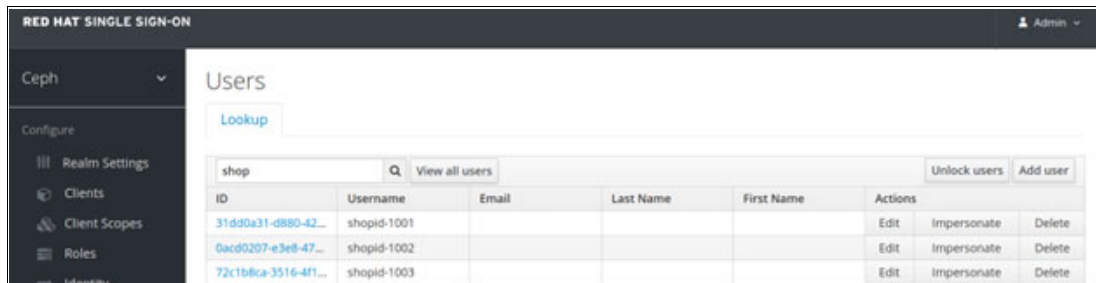 RED HAT SINGLE SIGN-ON
Admin
Ceph
Users
Lookup
Configure
Realm Settings
Clients
Client Scopes
Roles
Identity
shop View all users Unlock users Add user
ID Username Email Last Name First Name Actions
31dd0a31-d880-42... shopid-1001 Edit Impersonate Delete
0acd0207-e3e8-47... shopid-1002 Edit Impersonate Delete
72c1b8ca-3516-4f1... shopid-1003 Edit Impersonate Delete